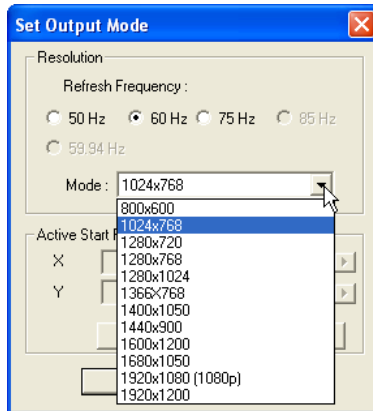 Set Output Mode
Resolution
Refresh Frequency :
50 Hz 60 Hz 75 Hz 85 Hz
59.94 Hz
Mode : 1024x768
800x600
1024x768
1280x720
Active Start
1280x768
X
1280x1024
1366X768
Y
1400x1050
1440x900
1600x1200
1680x1050
1920x1080 (1080p)
1920x1200